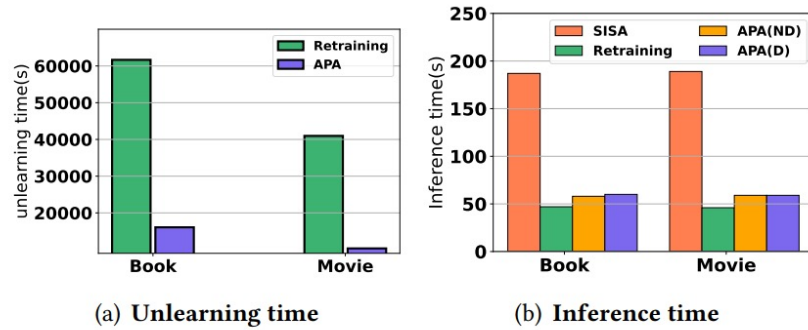 unlearning time(s)
60000
50000
40000
30000
20000
Retraining
APA
Book Movie
(a) Unlearning time
Inference time(s)
250
200
150
100
50
0
SISA APA(ND)
Retraining APA(D)
Book Movie
(b) Inference time